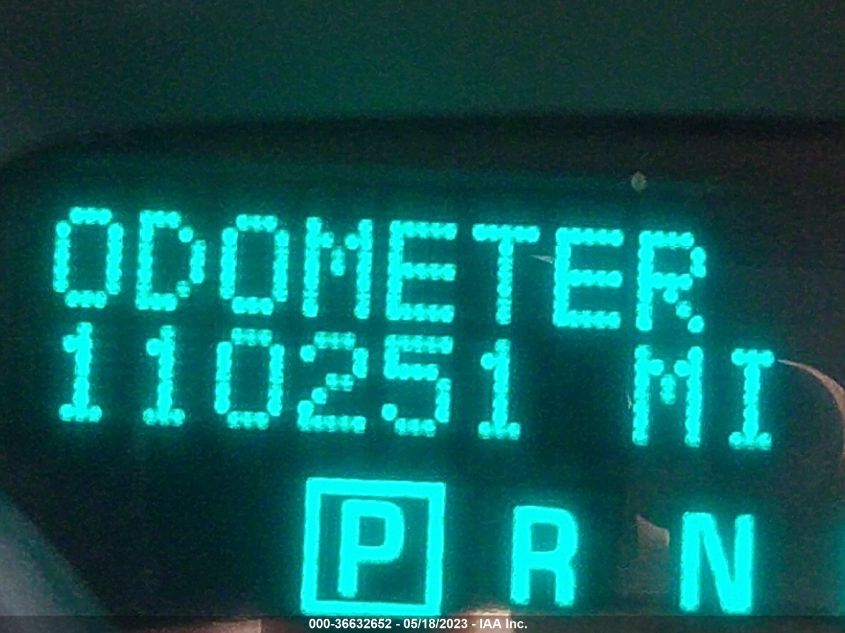 ODOMETER
110251 MI
P R N
000-36632652 - 05/18/2023 - IAA Inc.